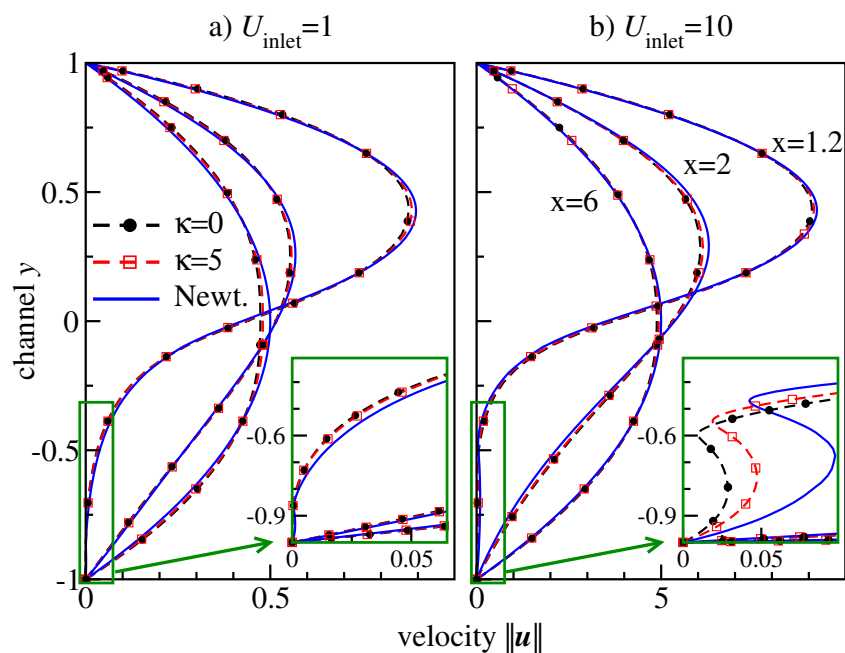 a) U_inlet=1
b) U_inlet=10
1
0.5
0
-0.5
-1
channel y
κ=0
κ=5
Newt.
x=1.2
x=2
x=6
-0.6
-0.9
0
0.05
-0.6
-0.9
0
0.05
0
0.5
0
5
velocity ||u||